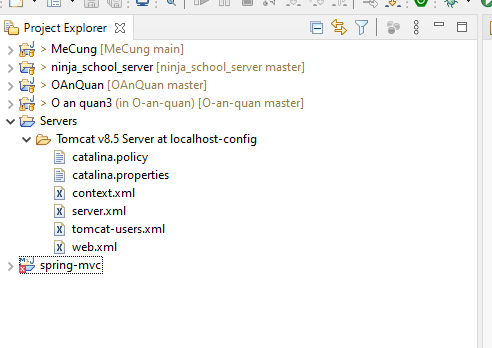 Project Explorer
> MeCung [MeCung main]
> ninja_school_server [ninja_school_server master]
> OAnQuan [OAnQuan master]
> O an quan3 (in O-an-quan) [O-an-quan master]
Servers
Tomcat v8.5 Server at localhost-config
catalina.policy
catalina.properties
context.xml
server.xml
tomcat-users.xml
web.xml
spring-mvc